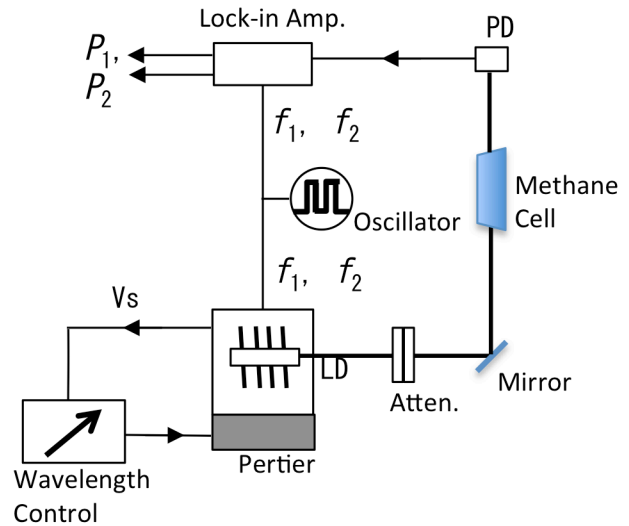 Lock-in Amp.
PD
P1,
P2
f1, f2
Methane
Cell
Oscillator
f1, f2
Vs
LD
Mirror
Atten.
Pertier
Wavelength
Control